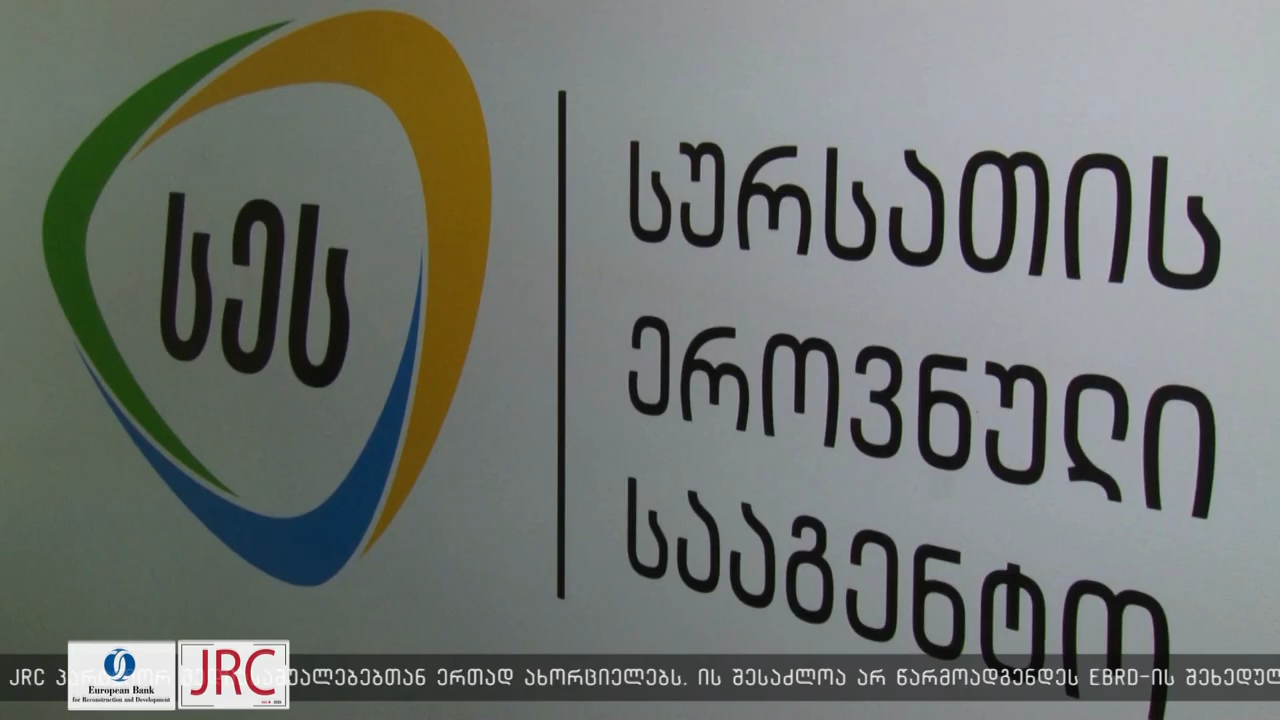 სეს
სურსათის
ეროვნული
სააგენტო
European Bank
for Reconstruction and Development
JRC
JRC ერთად ახორციელებს. ის შესაძლოა არ წარმოადგენდეს EBRD-ის